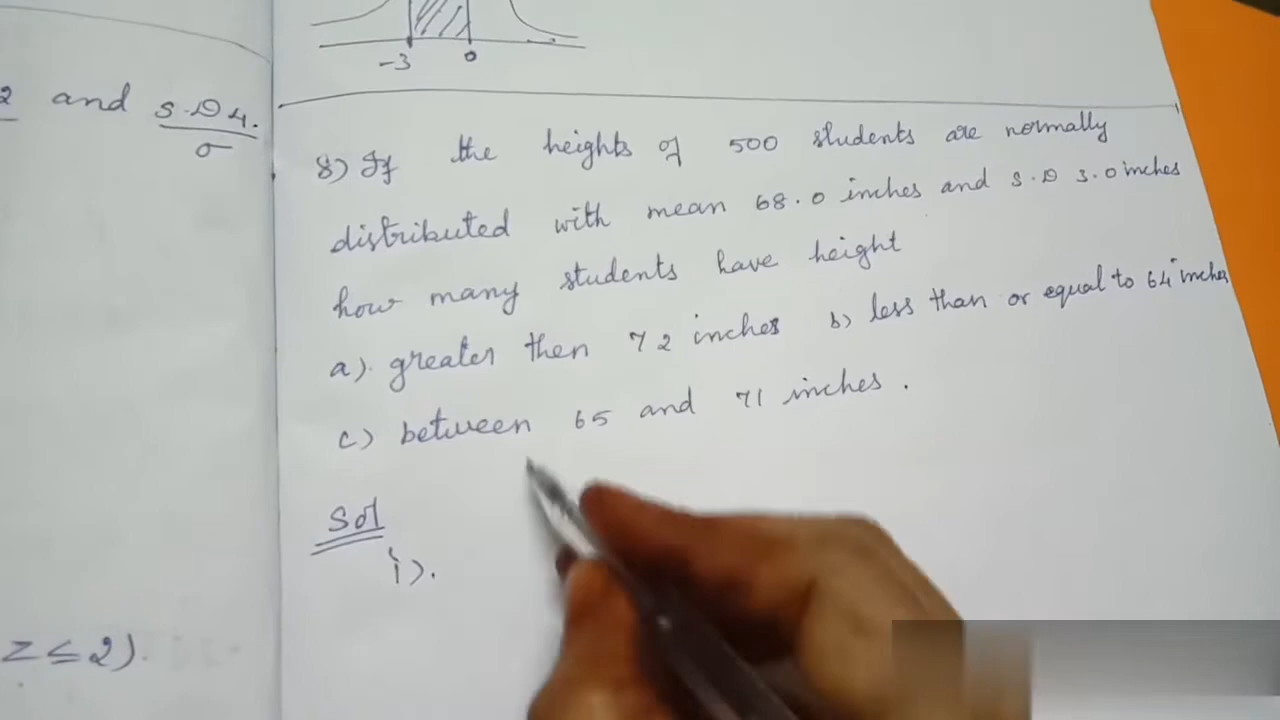 -3 0
2 and S.D 4.
σ
8) If the heights of 500 students are normally
distributed with mean 68.0 inches and S.D 3.0 inches
how many students have height
a). greater then 72 inches b) less than or equal to 64 inches
c) between 65 and 71 inches.
Sol
i).
Z ≤ 2).